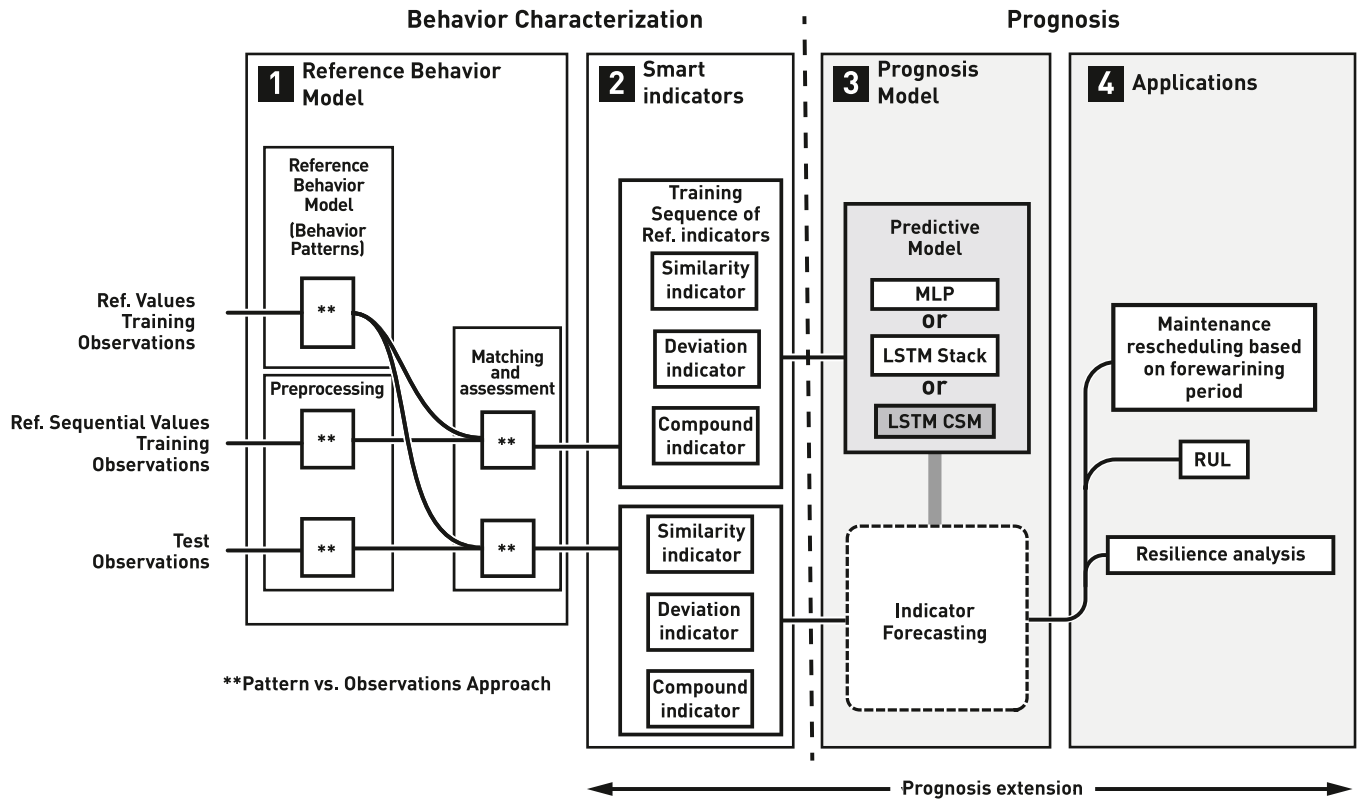 Behavior Characterization
Prognosis
1 Reference Behavior
Model
2 Smart
indicators
3 Prognosis
Model
4 Applications
Reference
Behavior
Model
(Behavior
Patterns)
**
Ref. Values
Training
Observations
Preprocessing
**
Ref. Sequential Values
Training
Observations
**
Test
Observations
Matching
and
assessment
**
**
Training
Sequence of
Ref. indicators
Similarity
indicator
Deviation
indicator
Compound
indicator
Similarity
indicator
Deviation
indicator
Compound
indicator
Predictive
Model
MLP
or
LSTM Stack
or
LSTM CSM
Indicator
Forecasting
Maintenance
rescheduling based
on forewarining
period
RUL
Resilience analysis
**Pattern vs. Observations Approach
Prognosis extension